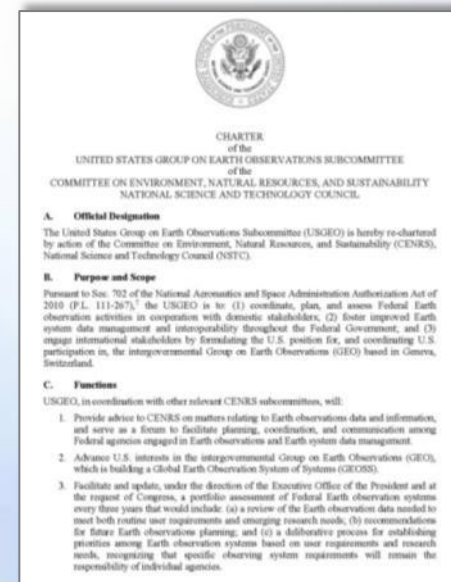 CHARTER
of the
UNITED STATES GROUP ON EARTH OBSERVATIONS SUBCOMMITTEE
of the
COMMITTEE ON ENVIRONMENT, NATURAL RESOURCES, AND SUSTAINABILITY
NATIONAL SCIENCE AND TECHNOLOGY COUNCIL
A. Official Designation
The United States Group on Earth Observations Subcommittee (USGEO) is hereby re-chartered
by action of the Committee on Environment, Natural Resources, and Sustainability (CENRS),
National Science and Technology Council (NSTC).
B. Purpose and Scope
Pursuant to Sec. 702 of the National Aeronautics and Space Administration Authorization Act of
2010 (P.L. 111-267),¹ the USGEO is to: (1) coordinate, plan, and assess Federal Earth
observation activities in cooperation with domestic stakeholders; (2) foster improved Earth
system data management and interoperability throughout the Federal Government; and (3)
engage international stakeholders by formulating the U.S. position for, and coordinating U.S.
participation in, the intergovernmental Group on Earth Observations (GEO) based in Geneva,
Switzerland.
C. Functions
USGEO, in coordination with other relevant CENRS subcommittees, will:
1. Provide advice to CENRS on matters relating to Earth observations data and information,
and serve as a forum to facilitate planning, coordination, and communication among
Federal agencies engaged in Earth observations and Earth system data management.
2. Advance U.S. interests in the intergovernmental Group on Earth Observations (GEO),
which is building a Global Earth Observation System of Systems (GEOSS).
3. Facilitate and update, under the direction of the Executive Office of the President and at
the request of Congress, a portfolio assessment of Federal Earth observation systems
every three years that would include: (a) a review of the Earth observation data needed to
meet both routine user requirements and emerging research needs; (b) recommendations
for future Earth observations planning; and (c) a deliberative process for establishing
priorities among Earth observation systems based on user requirements and research
needs, recognizing that specific observing system requirements will remain the
responsibility of individual agencies.